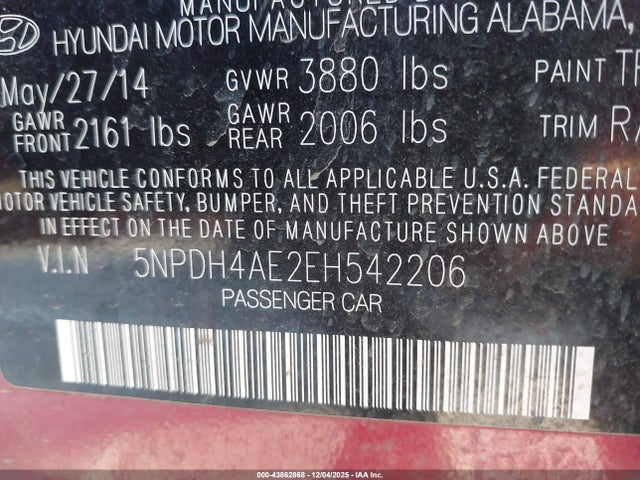 MANUFACTURED
HYUNDAI MOTOR MANUFACTURING ALABAMA,
May/27/14 GVWR 3880 lbs PAINT
GAWR FRONT 2161 lbs GAWR REAR 2006 lbs TRIM
THIS VEHICLE CONFORMS TO ALL APPLICABLE U.S.A. FEDERAL
MOTOR VEHICLE SAFETY, BUMPER, AND THEFT PREVENTION
IN EFFECT ON THE DATE OF MANUFACTURE SHOWN ABOVE.
V.I.N 5NPDH4AE2EH542206
PASSENGER CAR
000-43862868 - 12/04/2025 - IAA Inc.